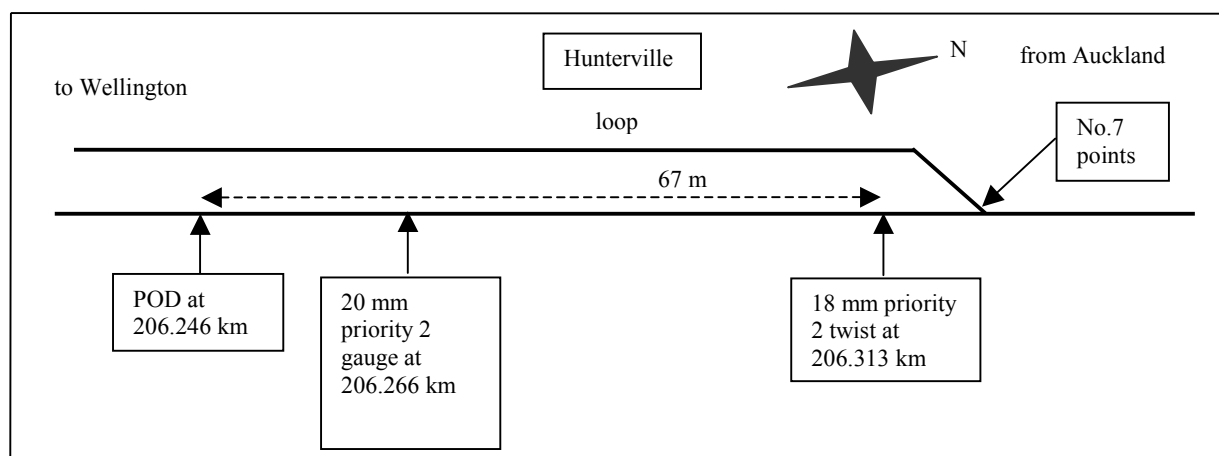 Hunterville
N
from Auckland
to Wellington
loop
No.7
points
67 m
POD at
206.246 km
20 mm
priority 2
gauge at
206.266 km
18 mm priority
2 twist at
206.313 km